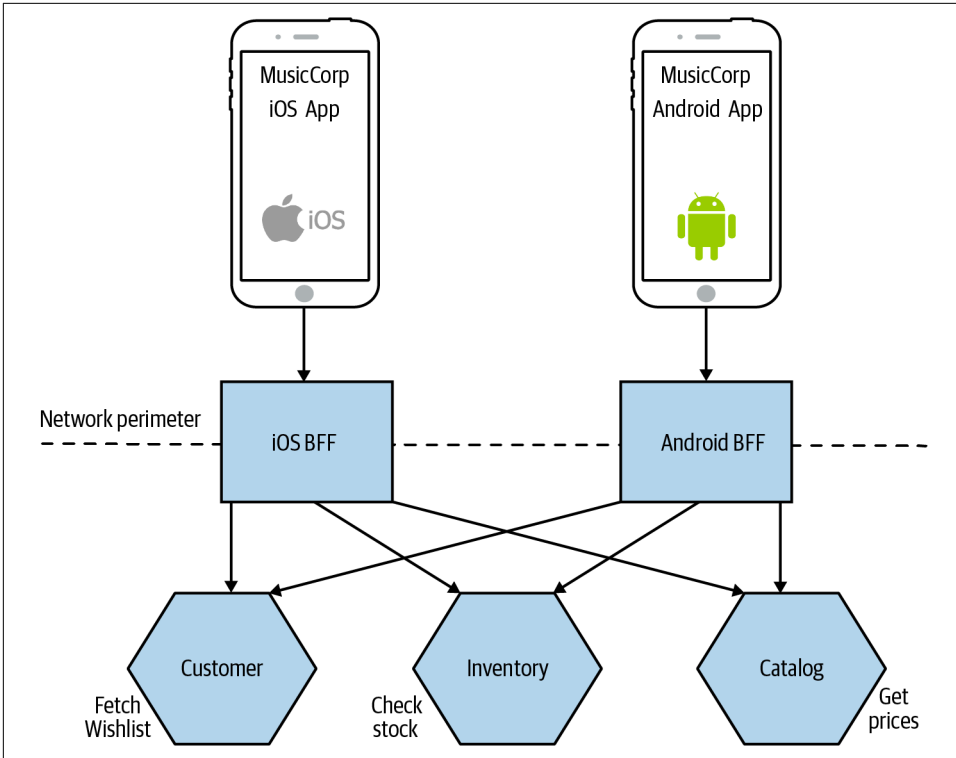 MusicCorp
iOS App
iOS
MusicCorp
Android App
Network perimeter
iOS BFF
Android BFF
Customer
Fetch
Wishlist
Inventory
Check
stock
Catalog
Get
prices